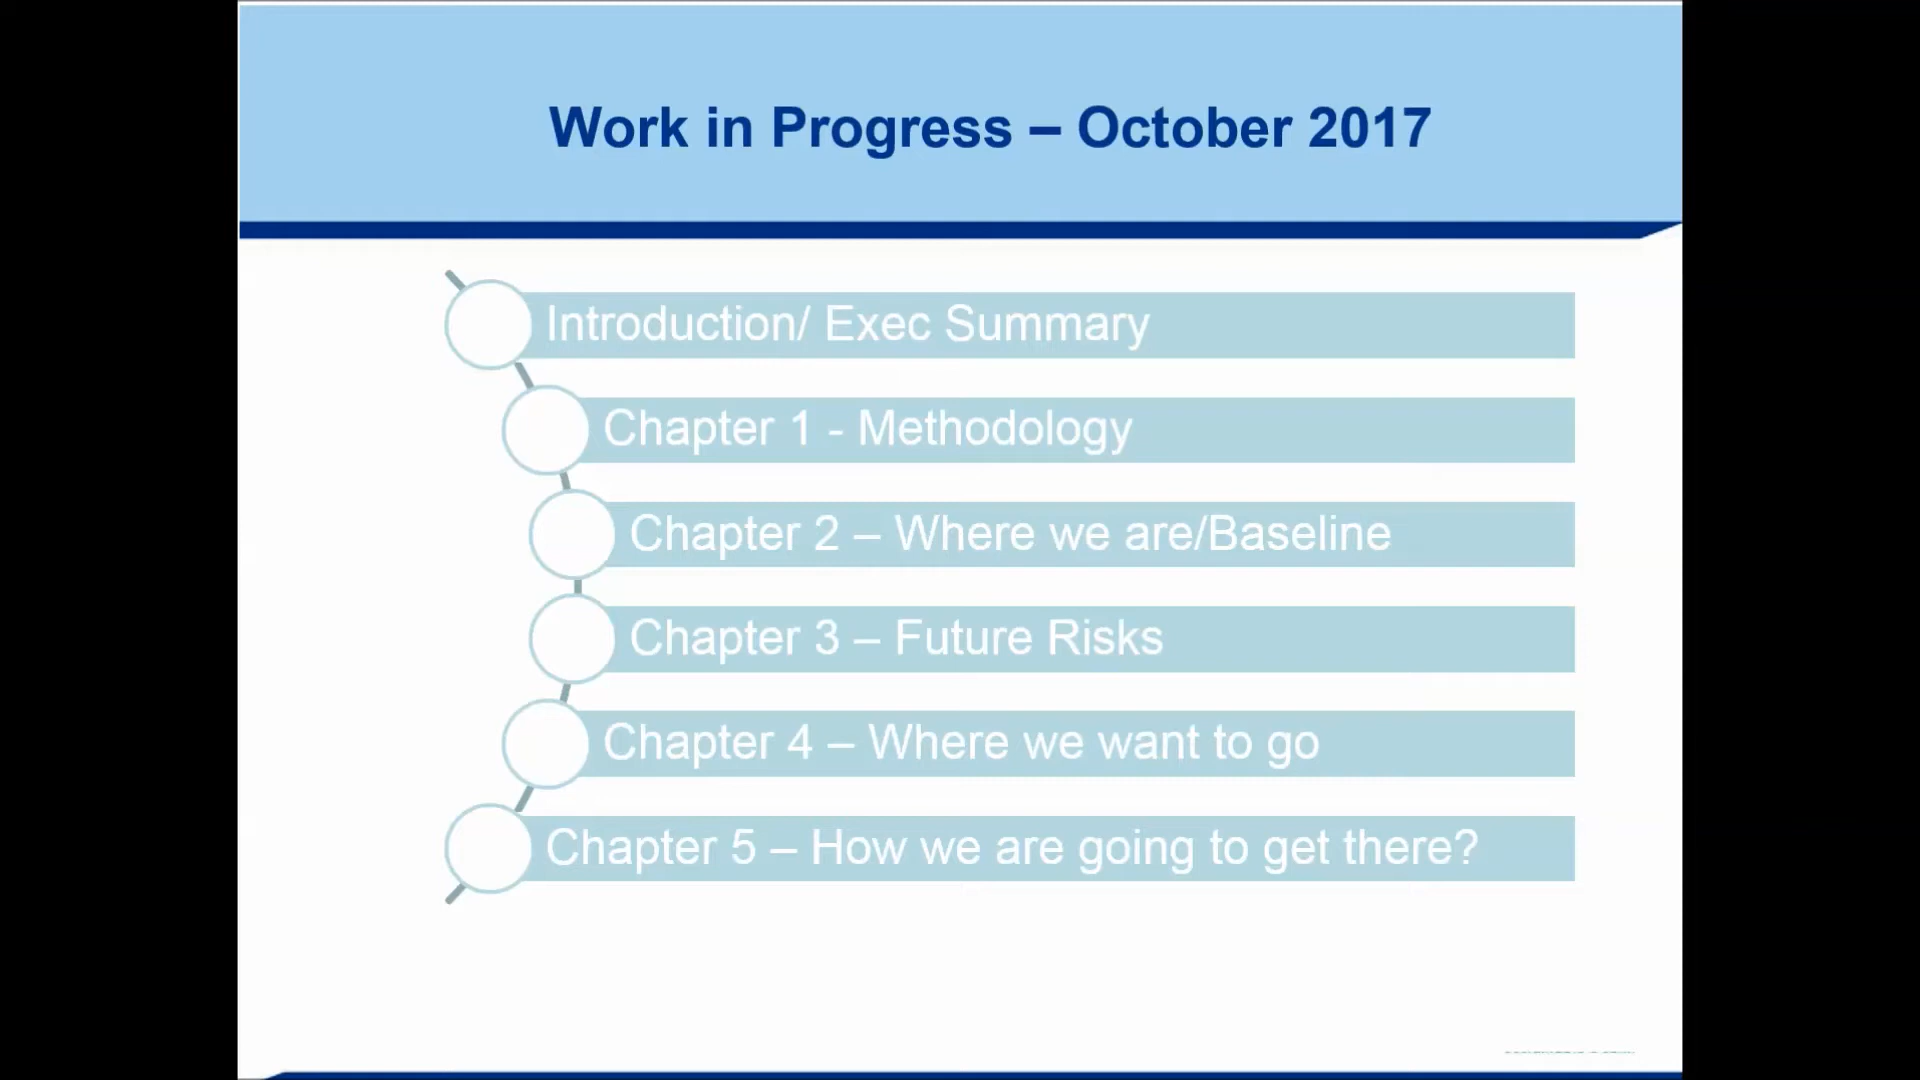 Work in Progress – October 2017
Introduction/ Exec Summary
Chapter 1 - Methodology
Chapter 2 – Where we are/Baseline
Chapter 3 – Future Risks
Chapter 4 – Where we want to go
Chapter 5 – How we are going to get there?